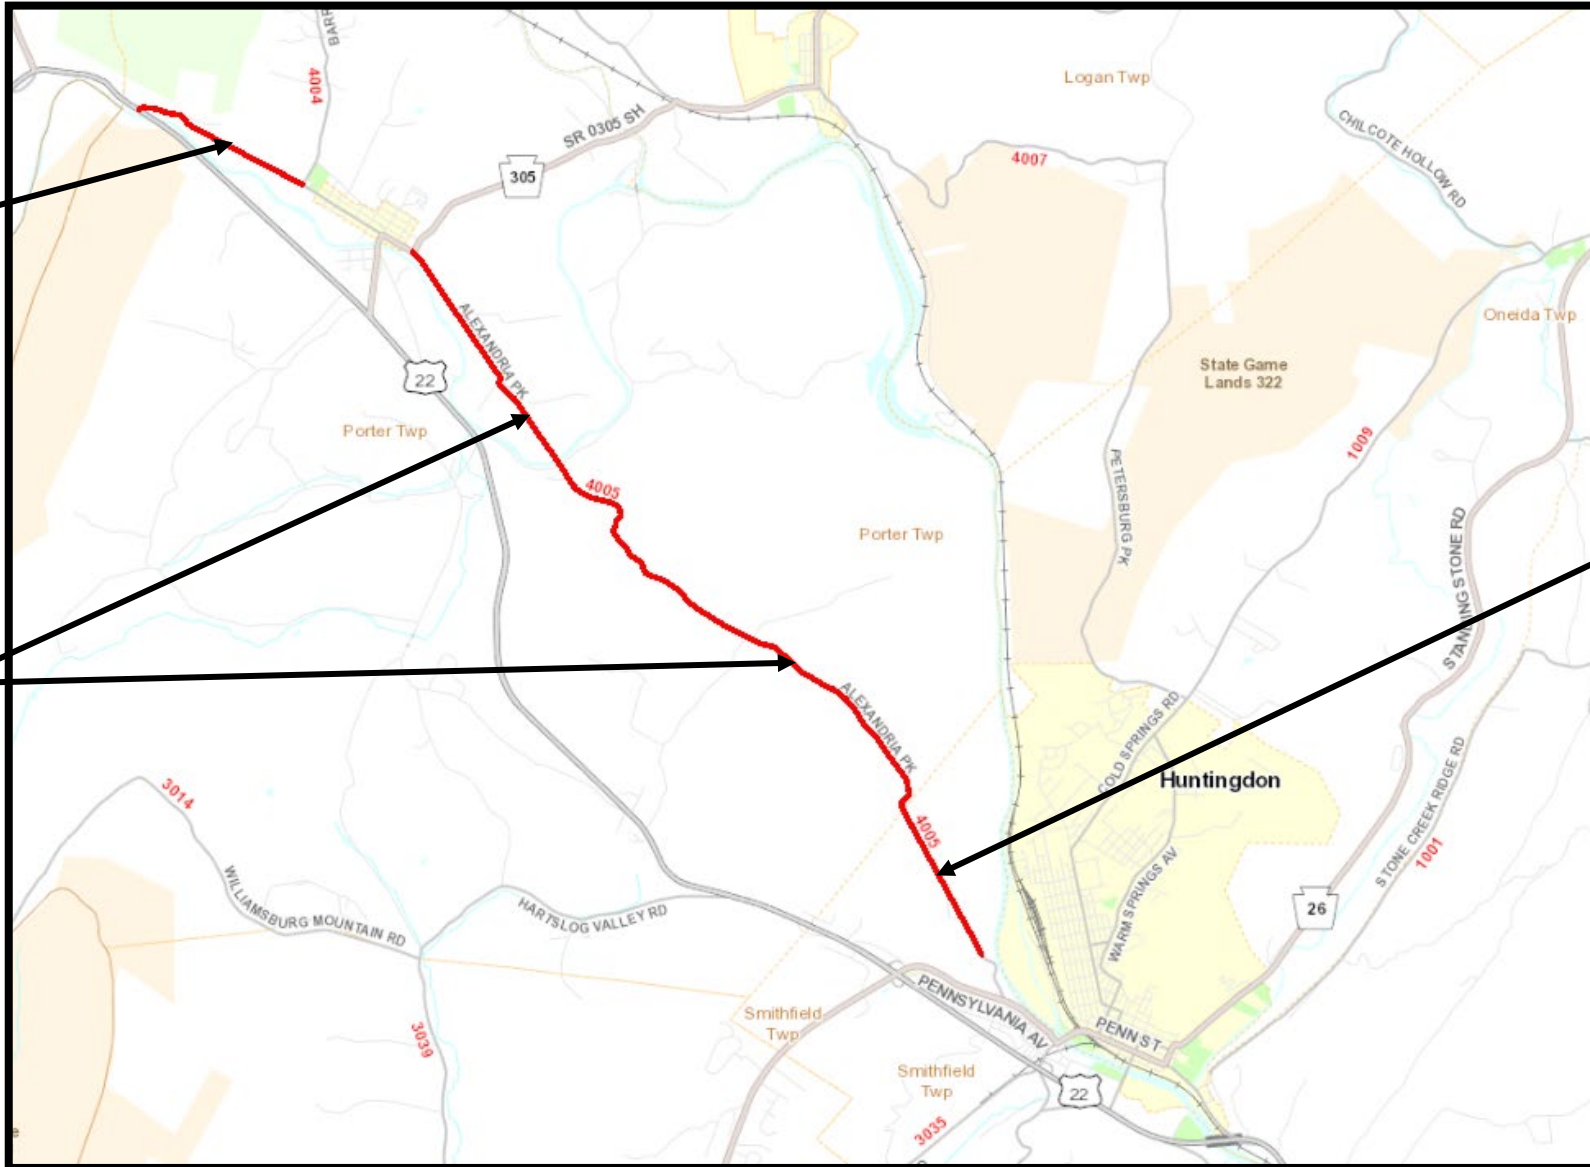 BARR
4004
Logan Twp
SR 0305 SH
4007
305
CHILCOTE HOLLOW RD
Oneida Twp
ALEXANDRIA PK
State Game
Lands 322
22
Porter Twp
1009
PETERSBURG PK
4005
STANDING STONE RD
Porter Twp
ALEXANDRIA PK
COLD SPRINGS RD
Huntingdon
3014
4005
STONE CREEK RIDGE RD
1001
WARM SPRINGS AV
WILLIAMSBURG MOUNTAIN RD
HARTSLOG VALLEY RD
26
PENNSYLVANIA AV
Smithfield
Twp
PENN ST
3039
Smithfield
Twp
22
3035
e